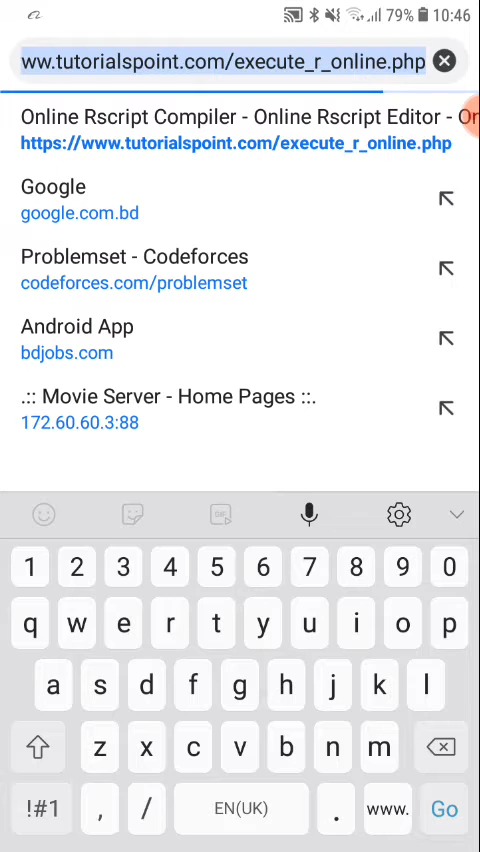 79% 10:46
ww.tutorialspoint.com/execute_r_online.php
Online Rscript Compiler - Online Rscript Editor - Or
https://www.tutorialspoint.com/execute_r_online.php
Google
google.com.bd
Problemset - Codeforces
codeforces.com/problemset
Android App
bdjobs.com
.:: Movie Server - Home Pages ::.
172.60.60.3:88
GIF
1 2 3 4 5 6 7 8 9 0
q w e r t y u i o p
a s d f g h j k l
z x c v b n m
!#1 , / EN(UK) . www. Go